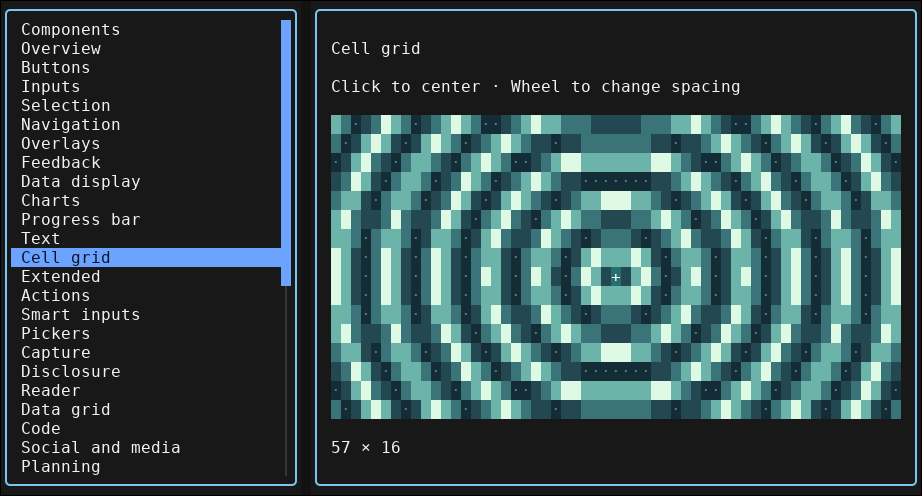 Components
Overview
Buttons
Inputs
Selection
Navigation
Overlays
Feedback
Data display
Charts
Progress bar
Text
Cell grid
Extended
Actions
Smart inputs
Pickers
Capture
Disclosure
Reader
Data grid
Code
Social and media
Planning
Cell grid
Click to center · Wheel to change spacing
+
57 × 16